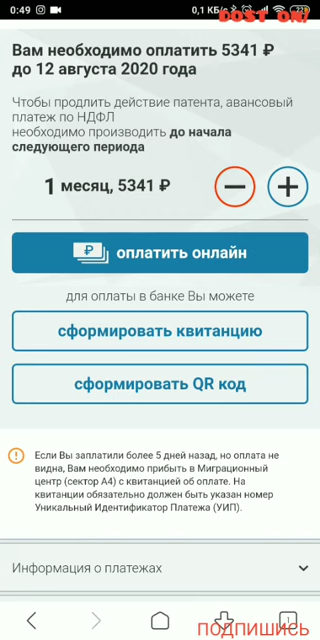 0:49
0,1 КБ/с
DOST ON!
Вам необходимо оплатить 5341 ₽
до 12 августа 2020 года
Чтобы продлить действие патента, авансовый
платеж по НДФЛ
необходимо производить до начала
следующего периода
1 месяц, 5341 ₽
оплатить онлайн
для оплаты в банке Вы можете
сформировать квитанцию
сформировать QR код
Если Вы заплатили более 5 дней назад, но оплата не
видна, Вам необходимо прибыть в Миграционный
центр (сектор А4) с квитанцией об оплате. На
квитанции обязательно должен быть указан номер
Уникальный Идентификатор Платежа (УИП).
Информация о платежах
ПОДПИШИСЬ
1